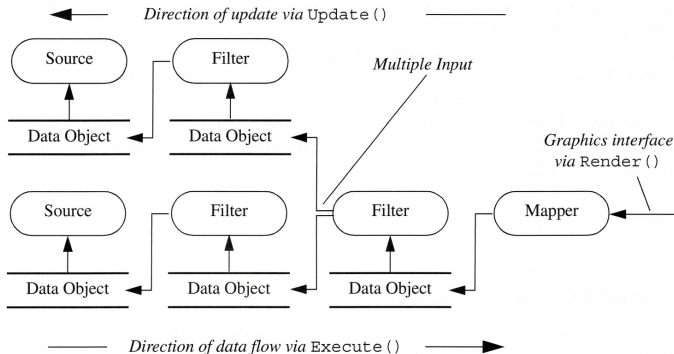 Direction of update via Update()
Source
Filter
Multiple Input
Data Object
Data Object
Graphics interface
via Render()
Source
Filter
Filter
Mapper
Data Object
Data Object
Data Object
Direction of data flow via Execute()